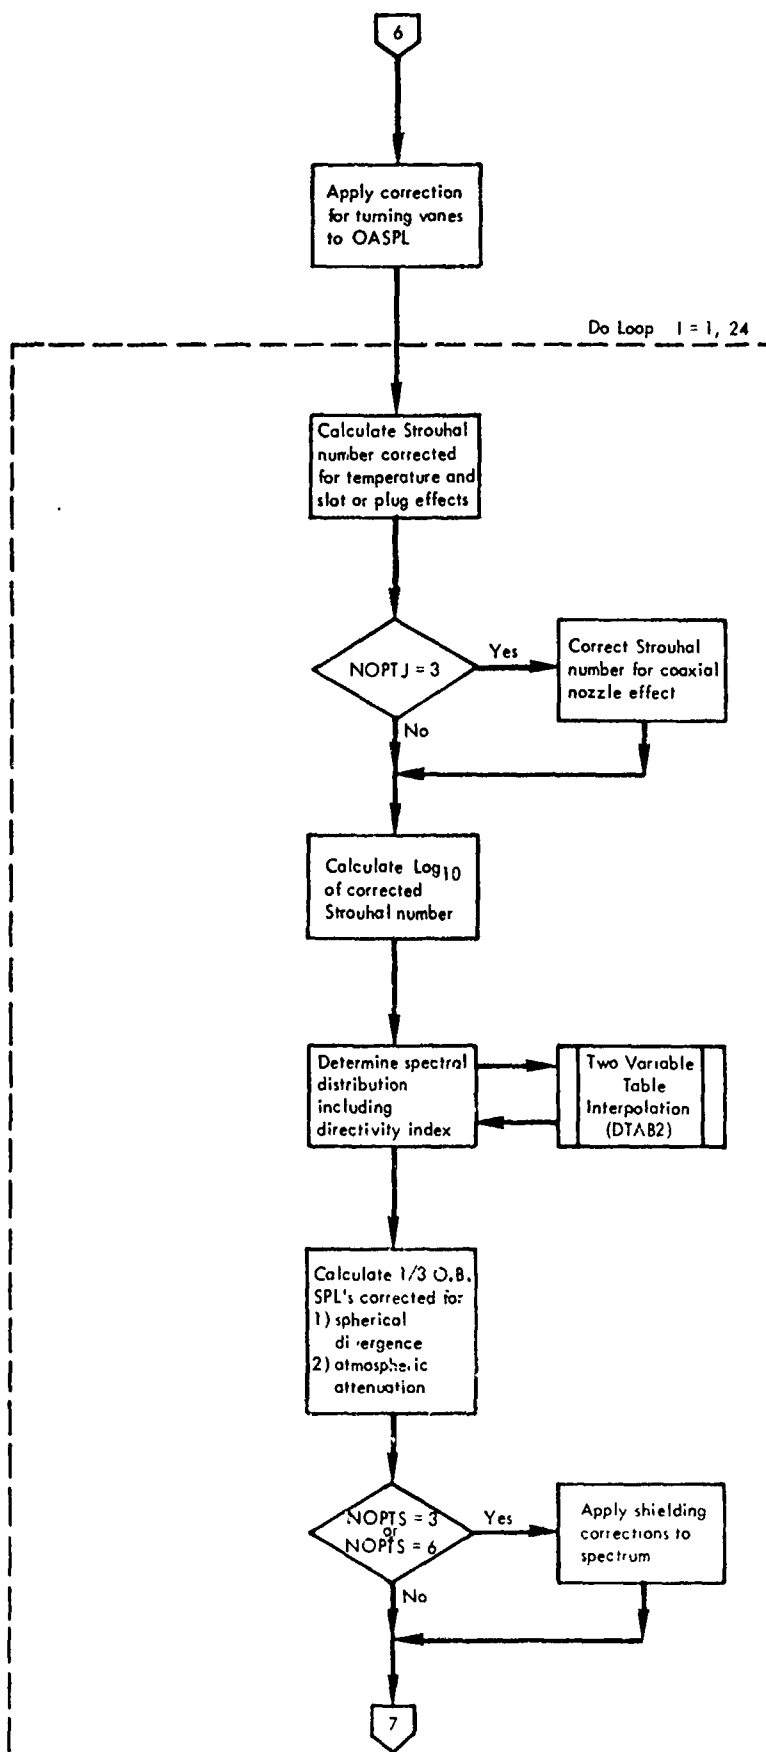 6
Apply correction
for turning vanes
to OASPL
Do Loop I = 1, 24
Calculate Strouhal
number corrected
for temperature and
slot or plug effects
NOPTJ = 3
Yes
Correct Strouhal
number for coaxial
nozzle effect
No
Calculate Log10
of corrected
Strouhal number
Determine spectral
distribution
including
directivity index
Two Variable
Table
Interpolation
(DTAB2)
Calculate 1/3 O.B.
SPL's corrected for
1) spherical
divergence
2) atmospheric
attenuation
NOPTS = 3
or
NOPTS = 6
Yes
Apply shielding
corrections to
spectrum
No
7